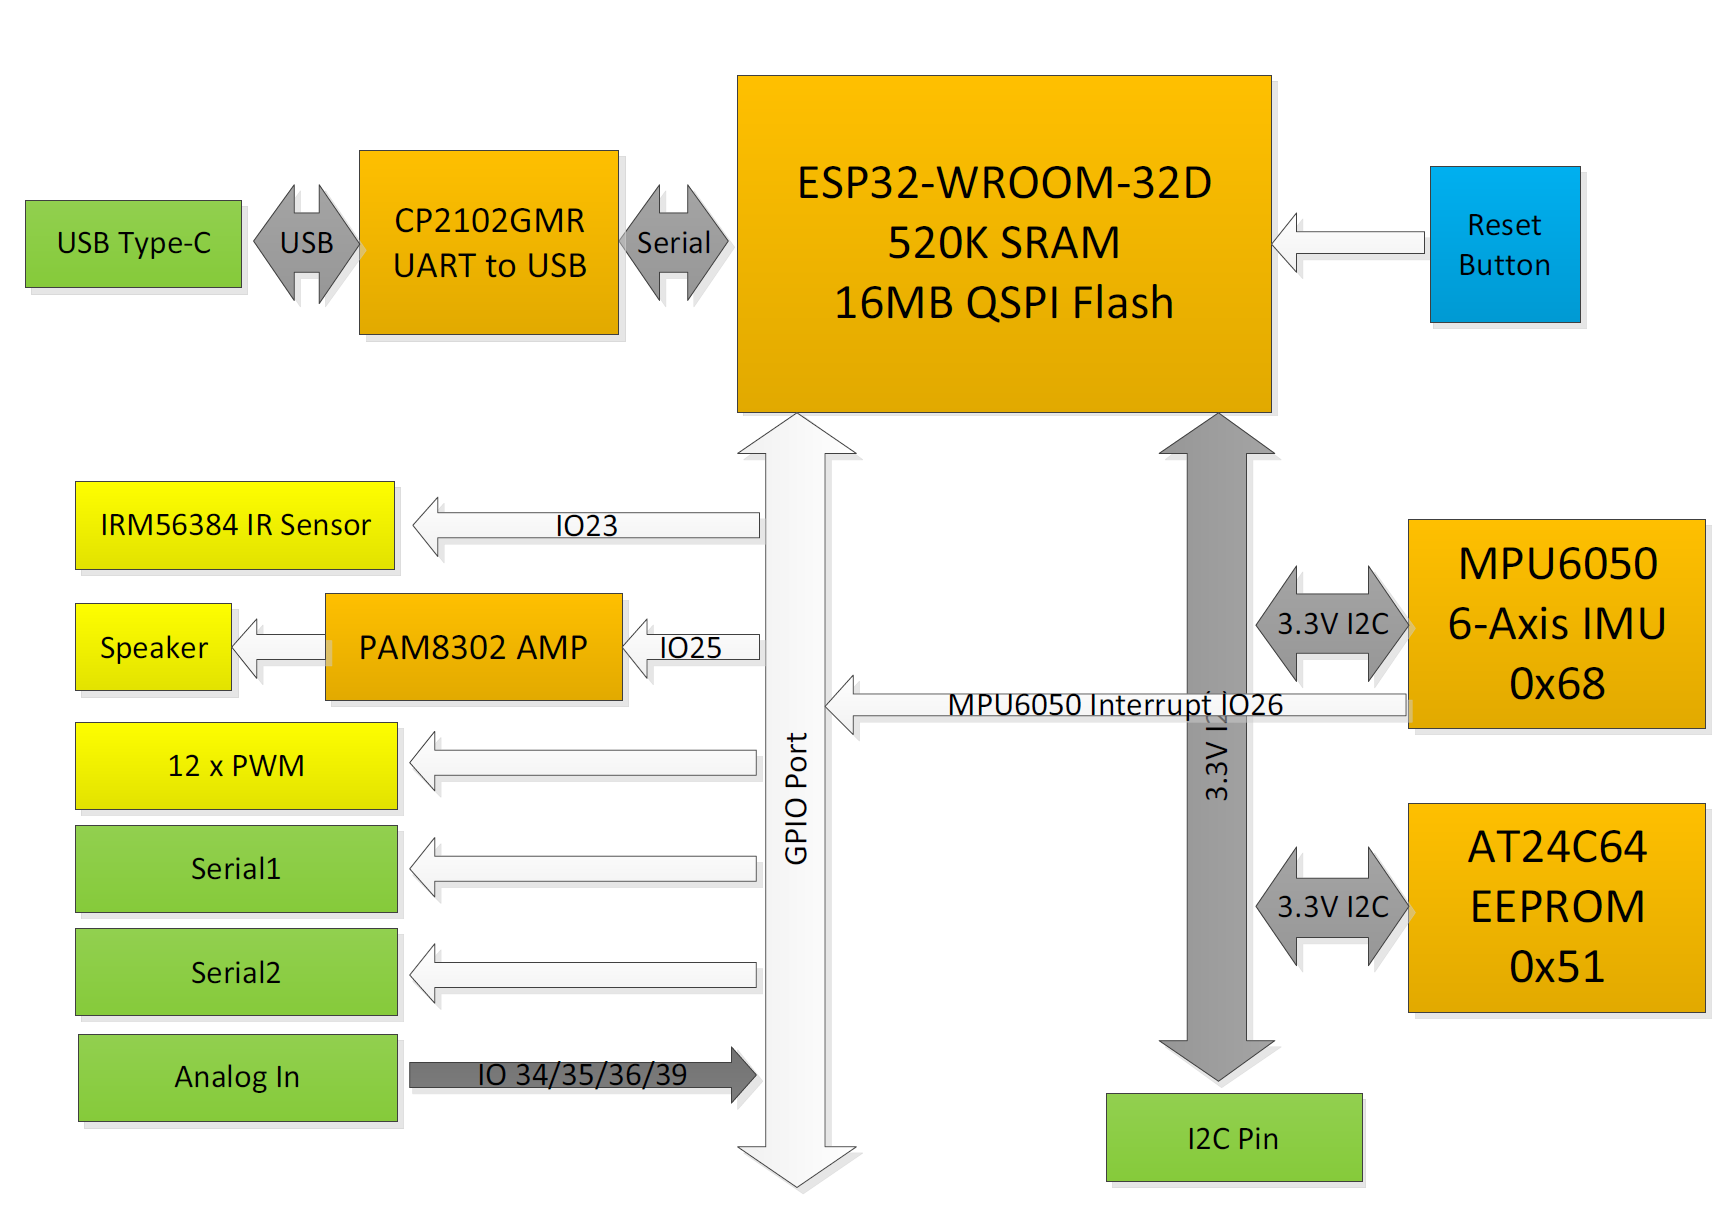 ESP32-WROOM-32D
520K SRAM
16MB QSPI Flash
USB Type-C
USB
CP2102GMR
UART to USB
Serial
Reset
Button
IRM56384 IR Sensor
IO23
Speaker
PAM8302 AMP
IO25
12 x PWM
Serial1
Serial2
Analog In
IO 34/35/36/39
GPIO Port
MPU6050 Interrupt IO26
3.3V
3.3V I2C
MPU6050
6-Axis IMU
0x68
3.3V I2C
AT24C64
EEPROM
0x51
I2C Pin